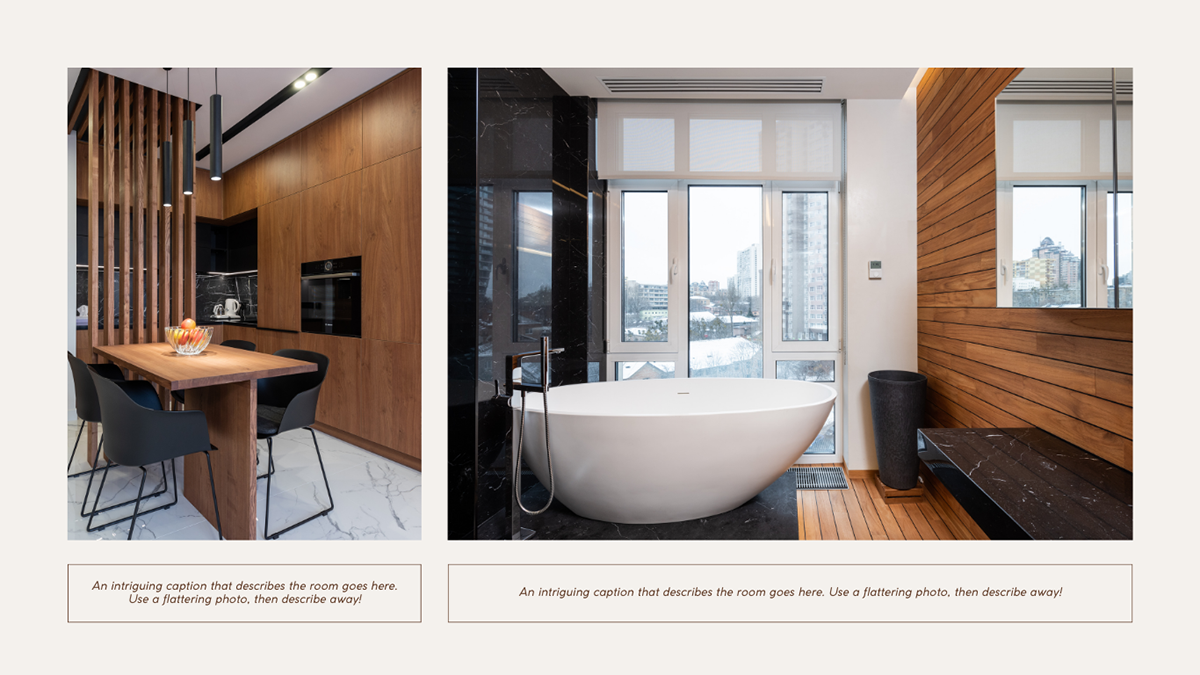 An intriguing caption that describes the room goes here.
Use a flattering photo, then describe away!
An intriguing caption that describes the room goes here. Use a flattering photo, then describe away!